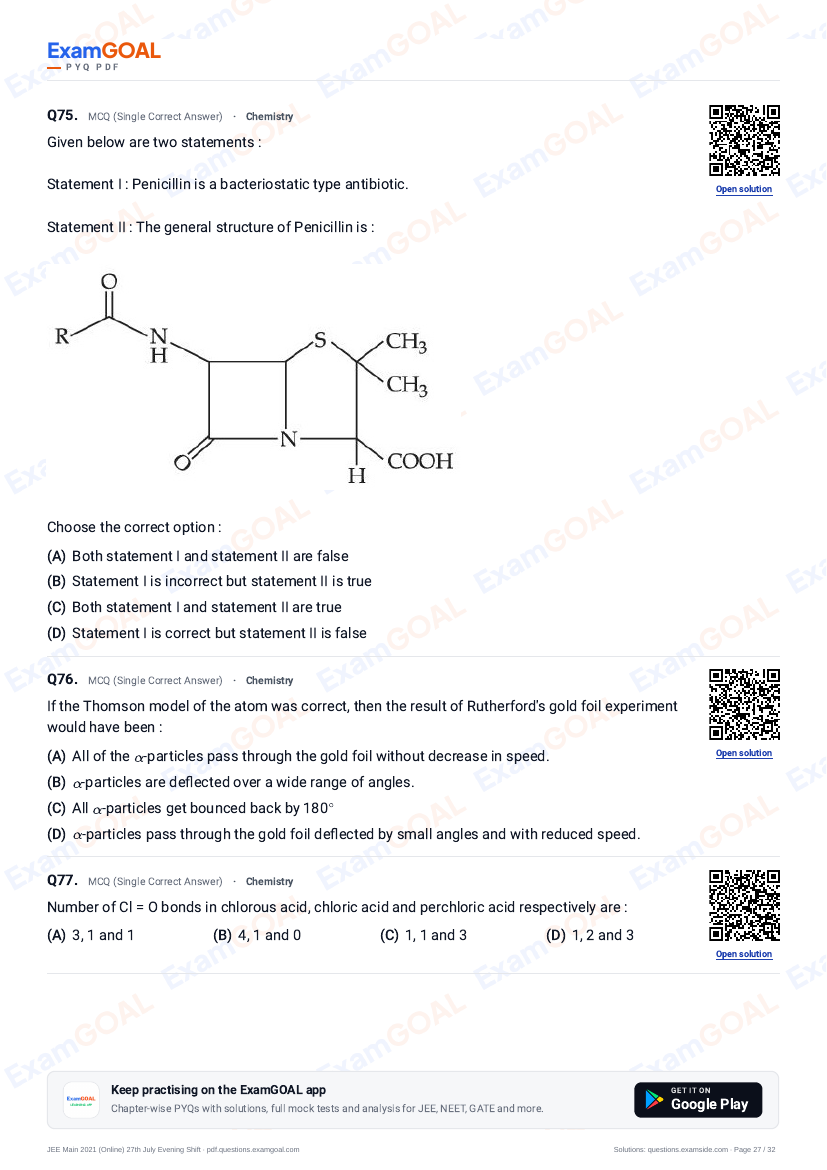 ExamGOAL
PYQ PDF
Q75. MCQ (Single Correct Answer) · Chemistry
Given below are two statements :
Open solution
Statement I : Penicillin is a bacteriostatic type antibiotic.
Statement II : The general structure of Penicillin is :
O
R
N
H
S
CH3
CH3
O
N
H
COOH
Choose the correct option :
(A) Both statement I and statement II are false
(B) Statement I is incorrect but statement II is true
(C) Both statement I and statement II are true
(D) Statement I is correct but statement II is false
Q76. MCQ (Single Correct Answer) · Chemistry
If the Thomson model of the atom was correct, then the result of Rutherford's gold foil experiment
would have been :
Open solution
(A) All of the α-particles pass through the gold foil without decrease in speed.
(B) α-particles are deflected over a wide range of angles.
(C) All α-particles get bounced back by 180°
(D) α-particles pass through the gold foil deflected by small angles and with reduced speed.
Q77. MCQ (Single Correct Answer) · Chemistry
Number of Cl = O bonds in chlorous acid, chloric acid and perchloric acid respectively are :
(A) 3, 1 and 1 (B) 4, 1 and 0 (C) 1, 1 and 3 (D) 1, 2 and 3
Open solution
ExamGOAL
Keep practising on the ExamGOAL app
Chapter-wise PYQs with solutions, full mock tests and analysis for JEE, NEET, GATE and more.
GET IT ON
Google Play
JEE Main 2021 (Online) 27th July Evening Shift · pdf.questions.examgoal.com
Solutions: questions.examside.com · Page 27 / 32